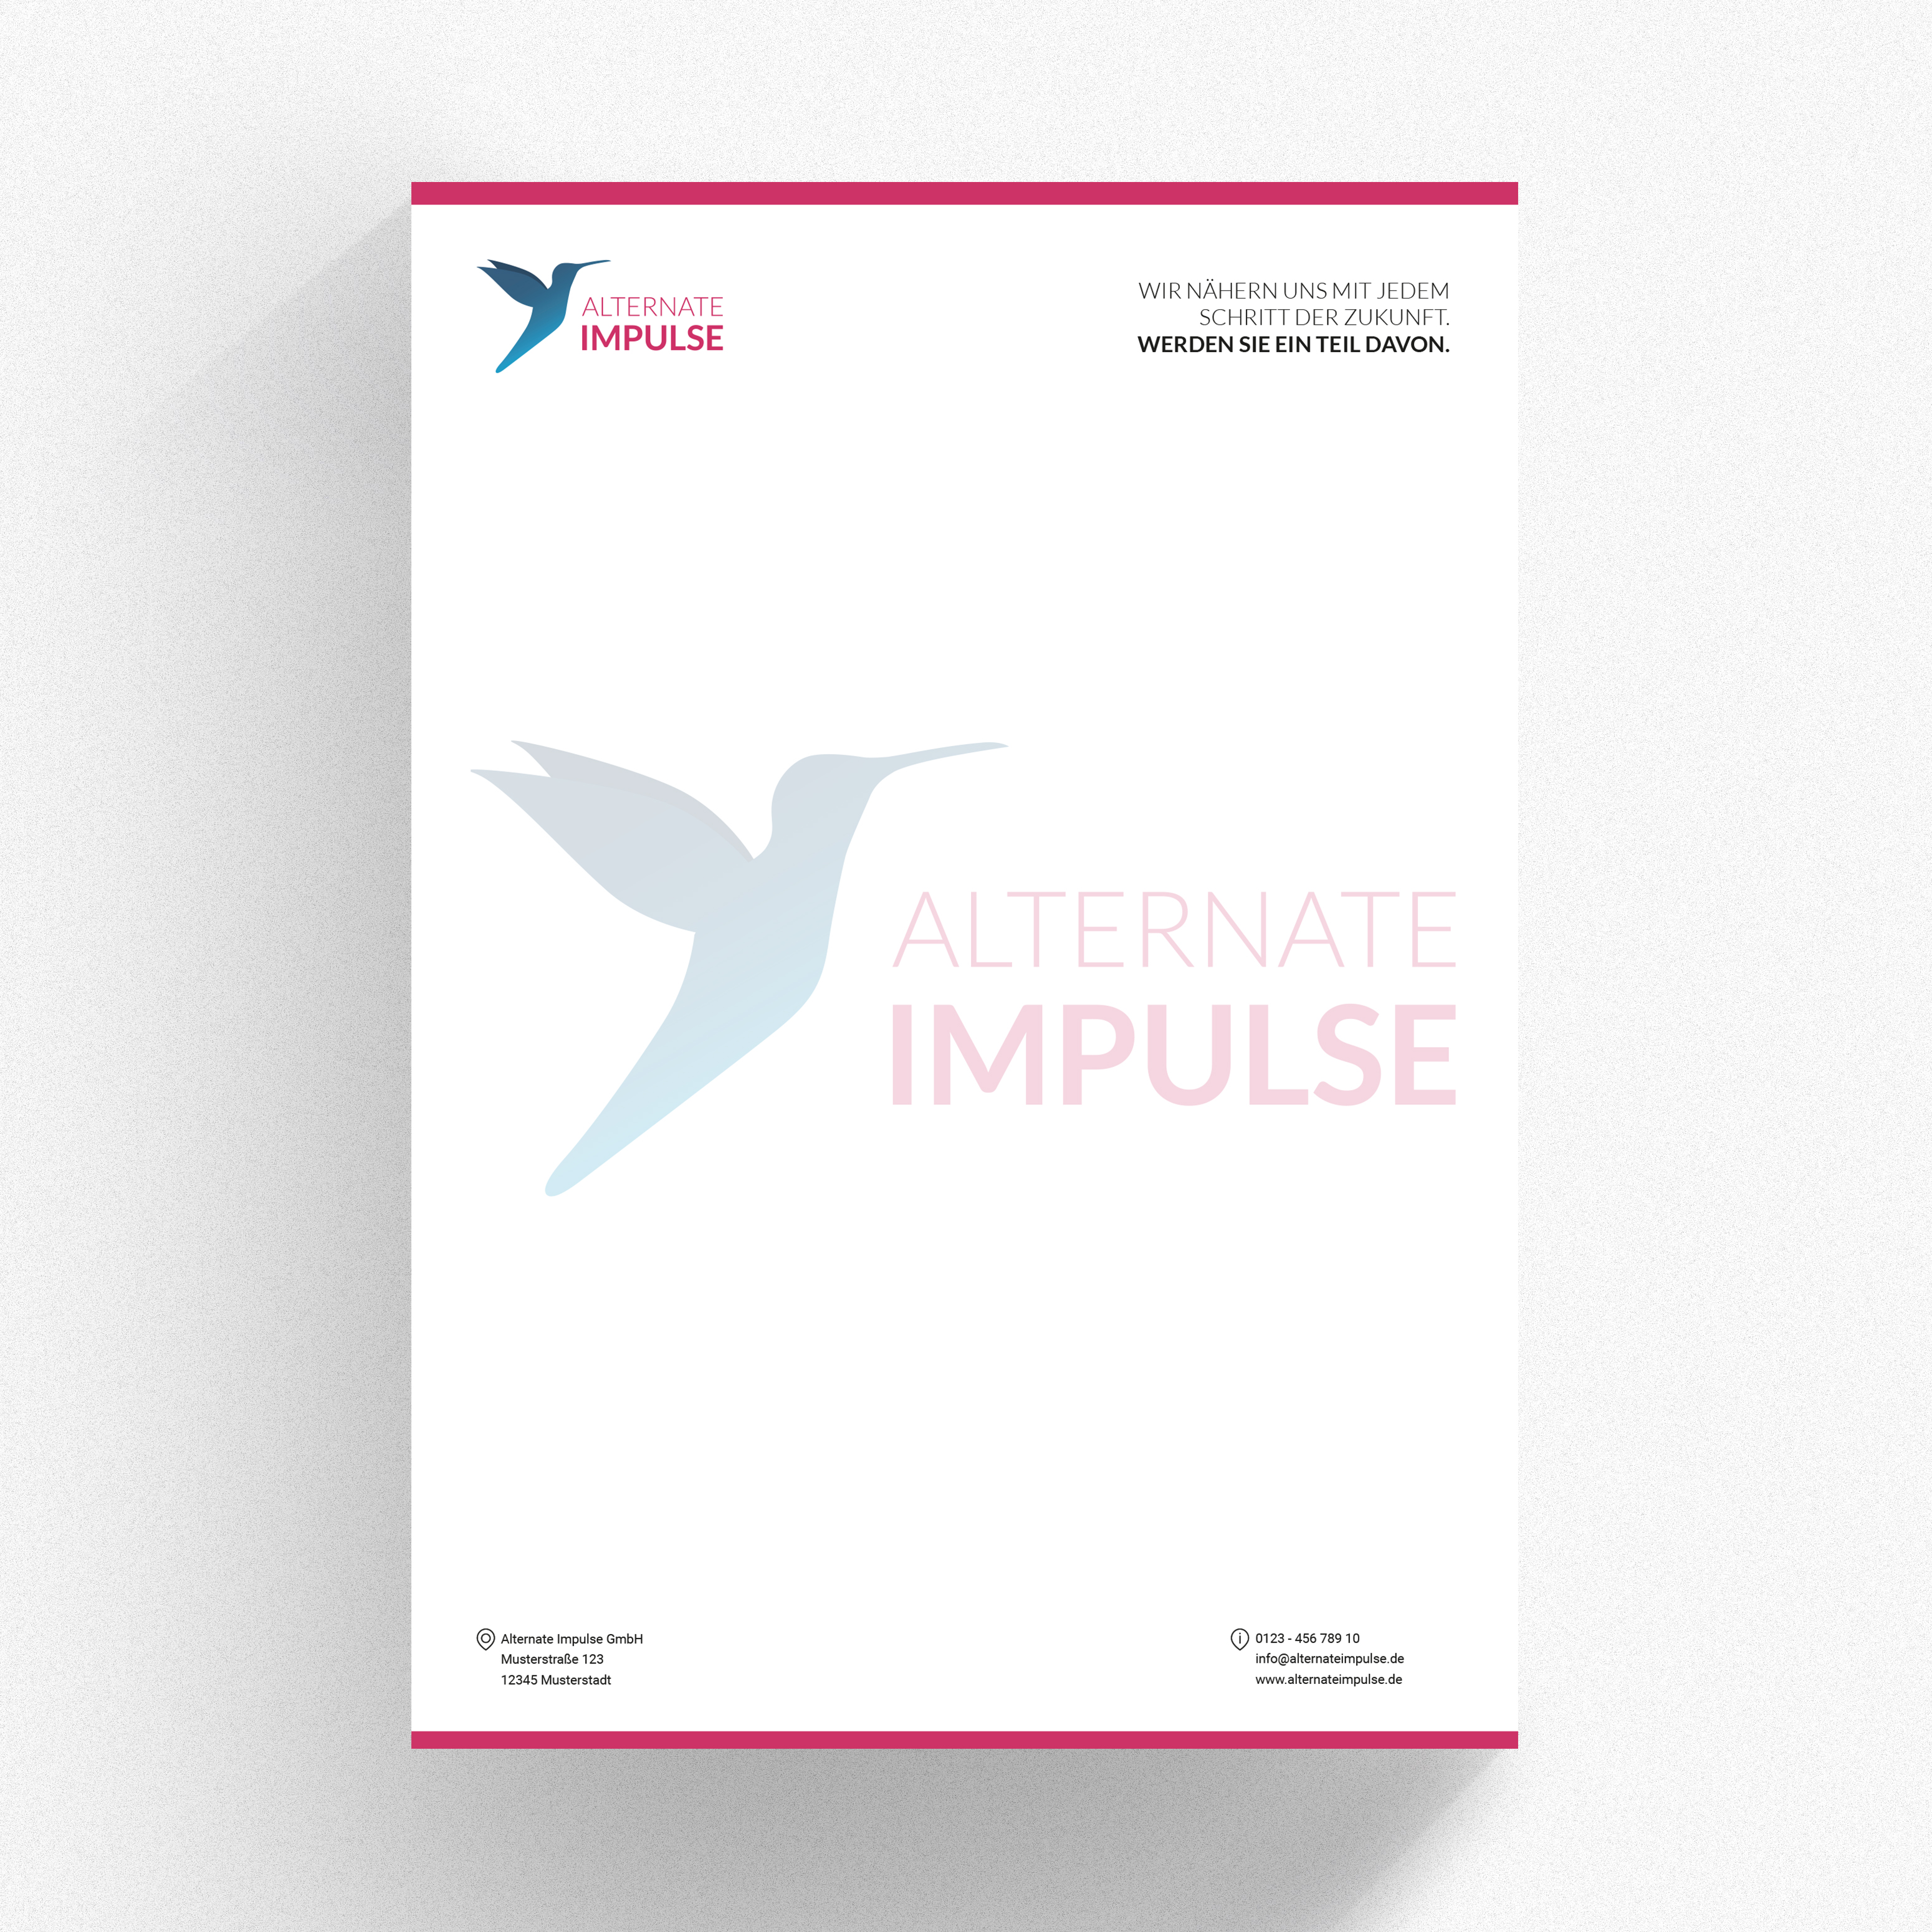 ALTERNATE
IMPULSE
WIR NÄHERN UNS MIT JEDEM
SCHRITT DER ZUKUNFT.
WERDEN SIE EIN TEIL DAVON.
ALTERNATE
IMPULSE
Alternate Impulse GmbH
Musterstraße 123
12345 Musterstadt
0123 - 456 789 10
info@alternateimpulse.de
www.alternateimpulse.de